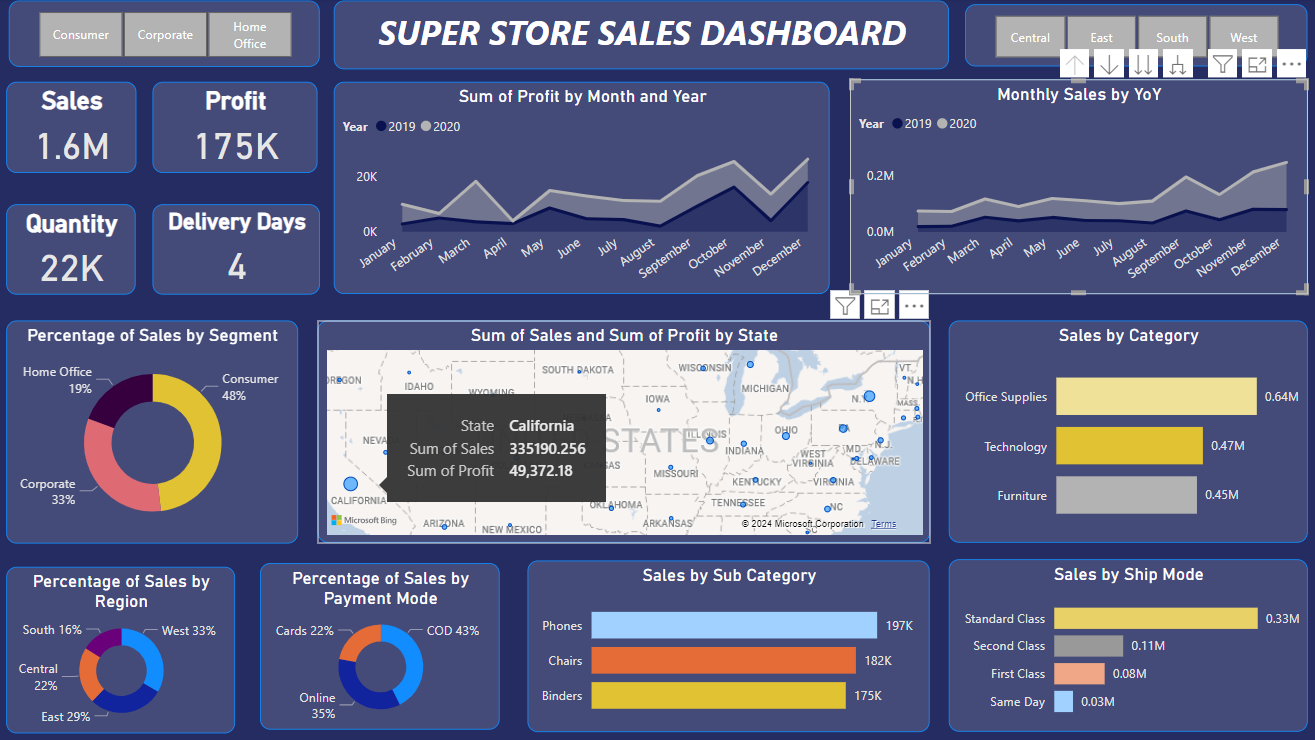 Consumer
Corporate
Home
Office
SUPER STORE SALES DASHBOARD
Central
East
South
West
Sales
1.6M
Profit
175K
Quantity
22K
Delivery Days
4
Sum of Profit by Month and Year
Year 2019 2020
20K
0K
January
February
March
April
May
June
July
August
September
October
November
December
Monthly Sales by YoY
Year 2019 2020
0.2M
0.0M
January
February
March
April
May
June
July
August
September
October
November
December
Percentage of Sales by Segment
Home Office
19%
Consumer
48%
Corporate
33%
Sum of Sales and Sum of Profit by State
IDAHO
WYOMING
SOUTH DAKOTA
WISCONSIN
MICHIGAN
VT.
N.H
IOWA
MASS
N.Y.
State California
Sum of Sales 335190.256
Sum of Profit 49,372.18
STATES
ILLINOIS
INDIANA
OHIO
PA
N.J.
MD.
DELAWARE
WEST
VIRGINIA
MISSOURI
KENTUCKY
VIRGINIA
CALIFORNIA
OKLAHOMA
TENNESSEE
NC
ARIZONA
NEW MEXICO
ARKANSAS
SC
Microsoft Bing
© 2024 Microsoft Corporation Terms
Sales by Category
Office Supplies 0.64M
Technology 0.47M
Furniture 0.45M
Percentage of Sales by
Region
South 16%
West 33%
Central
22%
East 29%
Percentage of Sales by
Payment Mode
Cards 22%
COD 43%
Online
35%
Sales by Sub Category
Phones 197K
Chairs 182K
Binders 175K
Sales by Ship Mode
Standard Class 0.33M
Second Class 0.11M
First Class 0.08M
Same Day 0.03M